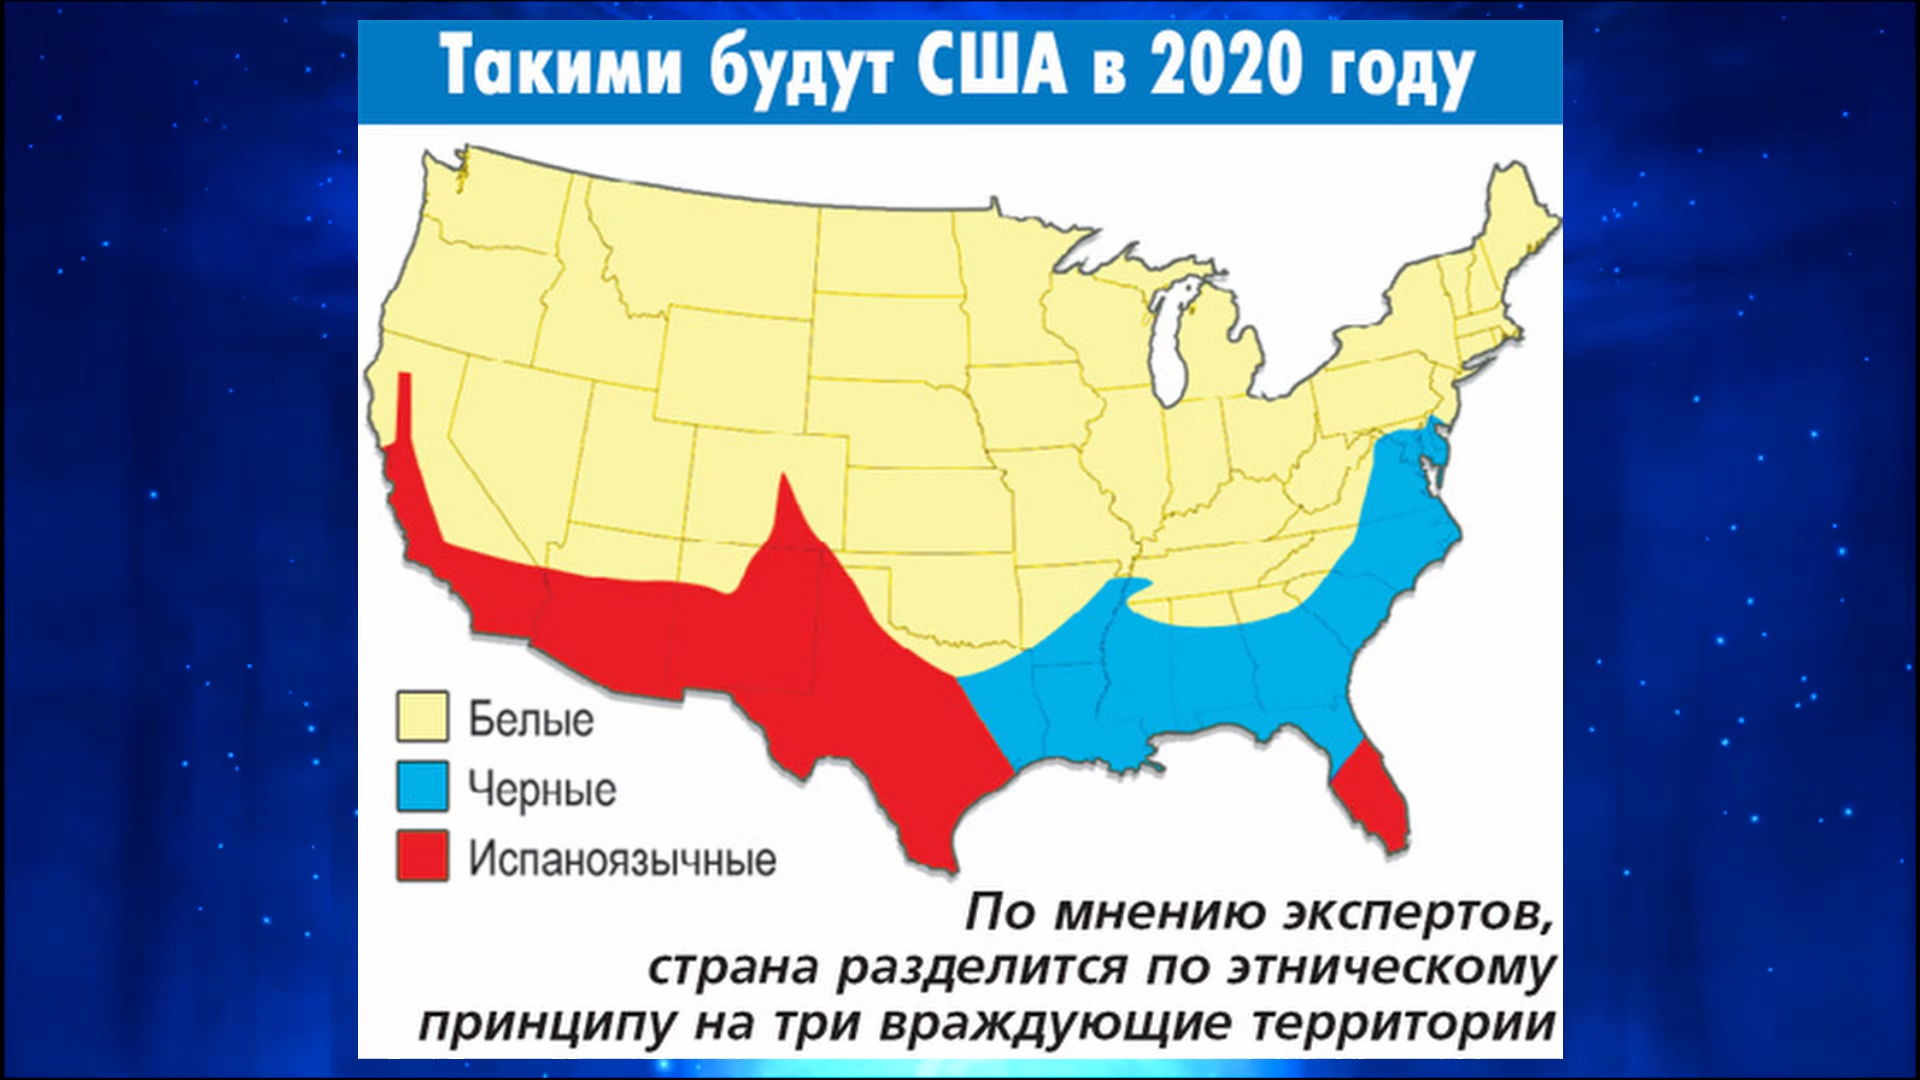 Такими будут США в 2020 году
Белые
Черные
Испаноязычные
По мнению экспертов,
страна разделится по этническому
принципу на три враждующие территории